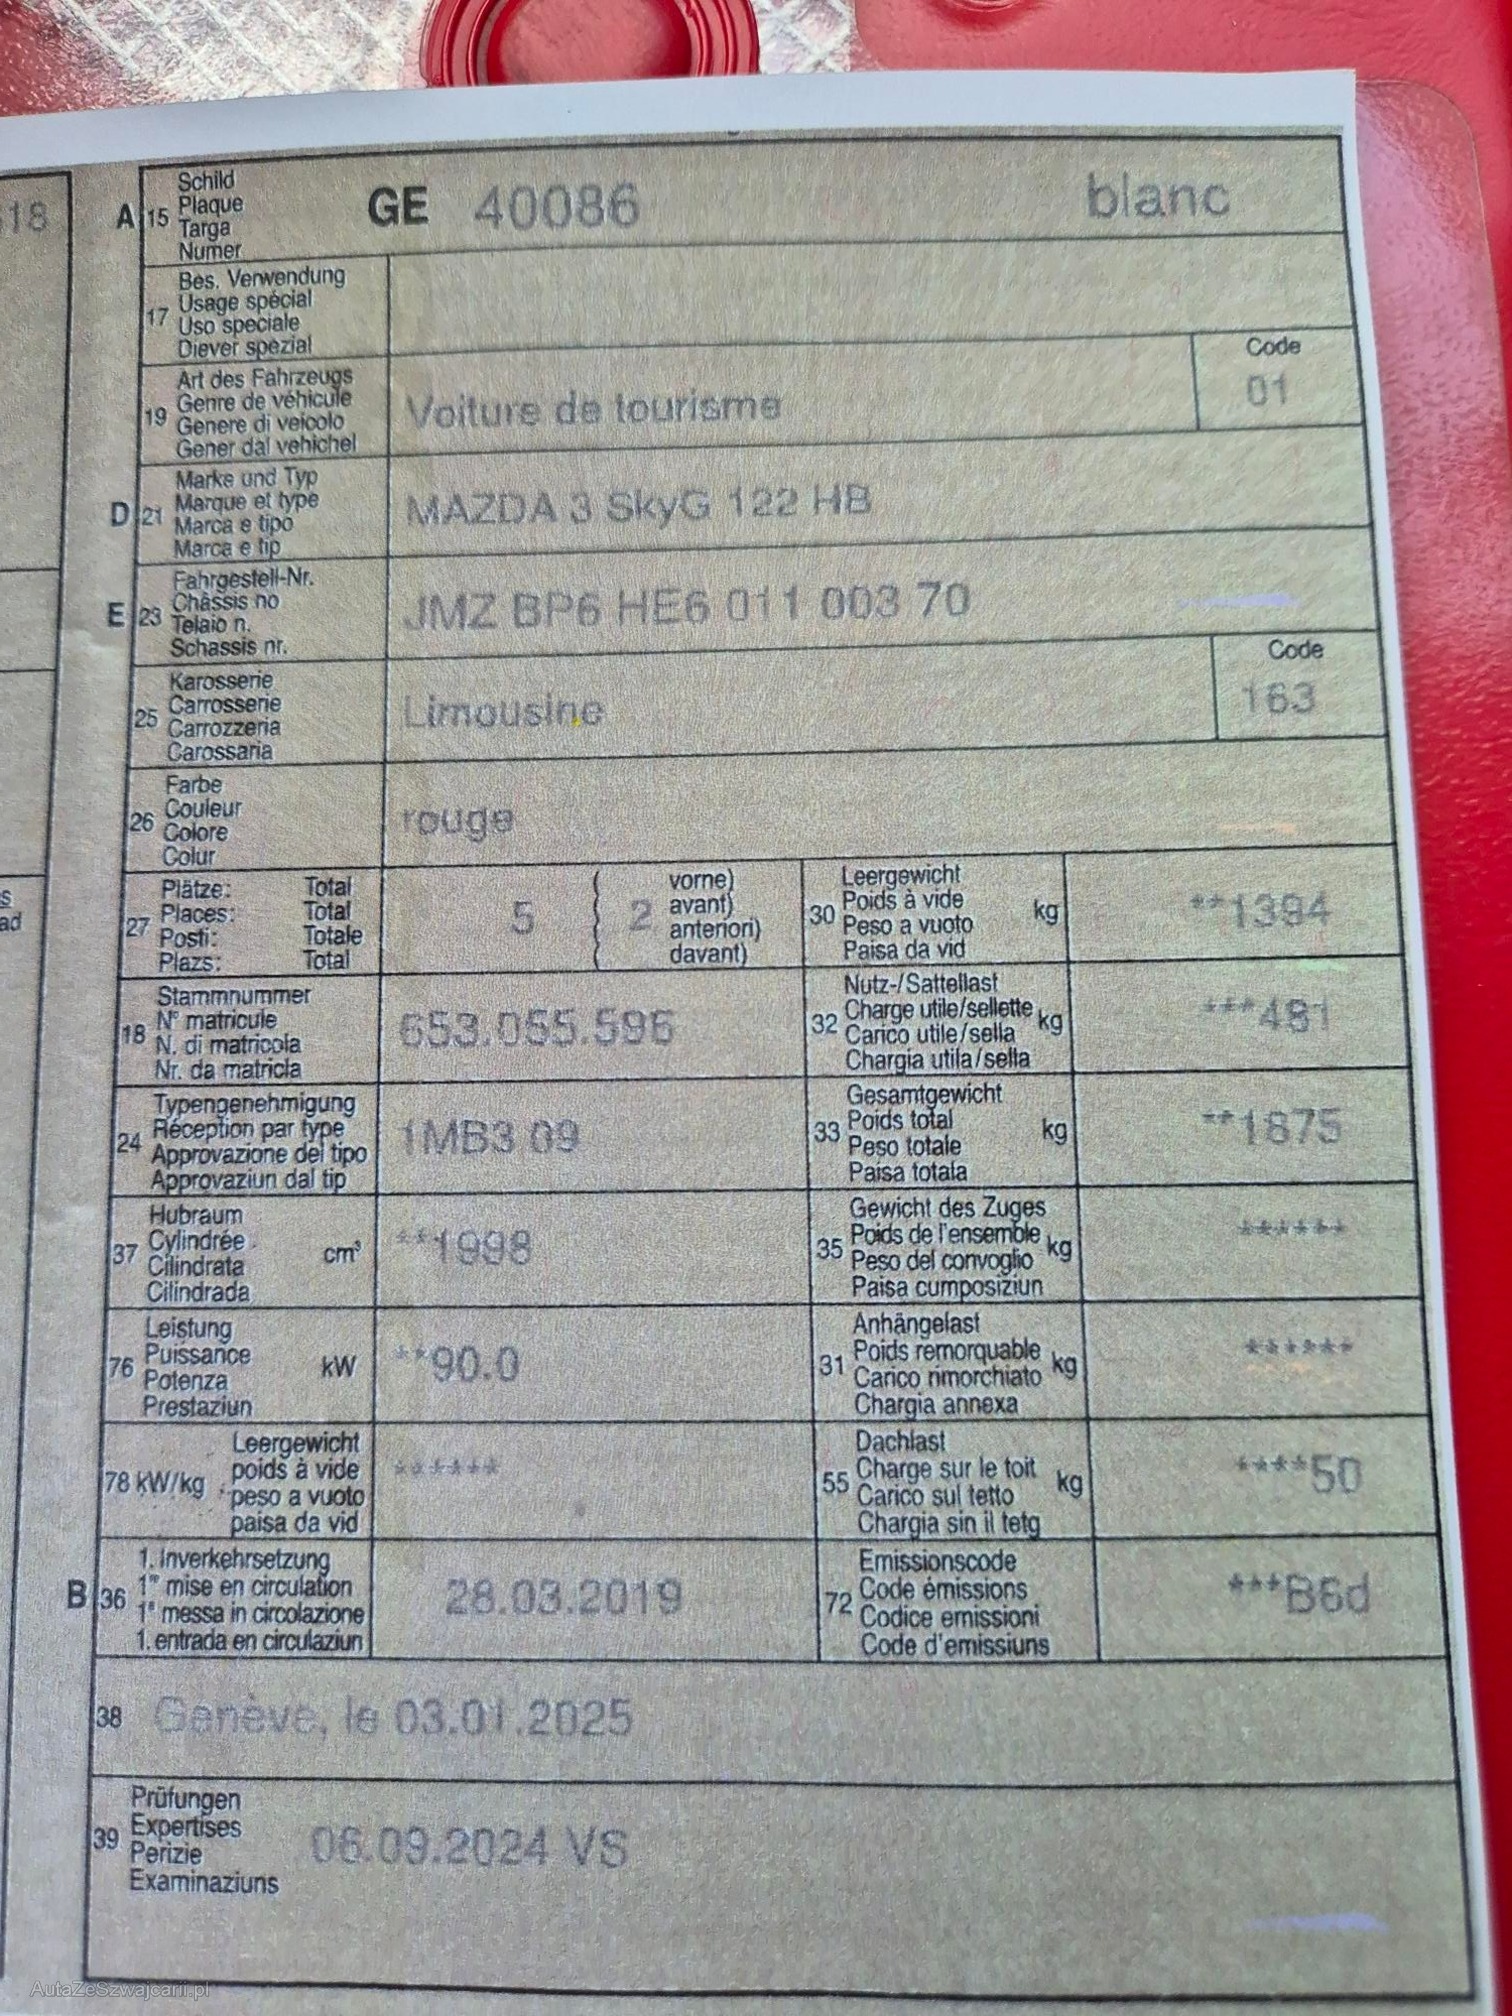 18
A 15 Schild
Plaque
Targa
Numer
GE 40086 blanc
17 Bes. Verwendung
Usage spécial
Uso speciale
Diever spezial
19 Art des Fahrzeugs
Genre de véhicule
Genere di veicolo
Gener dal vehichel
Voiture de tourisme
Code
01
D 21 Marke und Typ
Marque et type
Marca e tipo
Marca e tip
MAZDA 3 SkyG 122 HB
E 23 Fahrgestell-Nr.
Châssis no
Telaio n.
Schassis nr.
JMZ BP6 HE6 011 003 70
25 Karosserie
Carrosserie
Carrozzeria
Carossaria
Limousine
Code
163
26 Farbe
Couleur
Colore
Colur
rouge
s
ad
27 Plätze: Total
Places: Total
Posti: Totale
Plazs: Total
5 ( 2 vorne)
avant)
anteriori)
davant)
30 Leergewicht
Poids à vide
Peso a vuoto
Paisa da vid
kg
**1394
18 Stammnummer
N° matricule
N. di matricola
Nr. da matricla
653.055.596
32 Nutz-/Sattellast
Charge utile/sellette
Carico utile/sella
Chargia utila/sella
kg
***481
24 Typengenehmigung
Réception par type
Approvazione del tipo
Approvaziun dal tip
1MB3 09
33 Gesamtgewicht
Poids total
Peso totale
Paisa totala
kg
**1875
37 Hubraum
Cylindrée
Cilindrata
Cilindrada
cm³
**1998
35 Gewicht des Zuges
Poids de l'ensemble
Peso del convoglio
Paisa cumposiziun
kg
******
76 Leistung
Puissance
Potenza
Prestaziun
kW
**90.0
31 Anhängelast
Poids remorquable
Carico rimorchiato
Chargia annexa
kg
******
78 kW/kg Leergewicht
poids à vide
peso a vuoto
paisa da vid
******
55 Dachlast
Charge sur le toit
Carico sul tetto
Chargia sin il tetg
kg
****50
B 36 1. Inverkehrsetzung
1re mise en circulation
1a messa in circolazione
1. entrada en circulaziun
28.03.2019
72 Emissionscode
Code émissions
Codice emissioni
Code d'emissiuns
***B6d
38 Genève, le 03.01.2025
39 Prüfungen
Expertises
Perizie
Examinaziuns
06.09.2024 VS
AutaZeSzwajcarii.pl